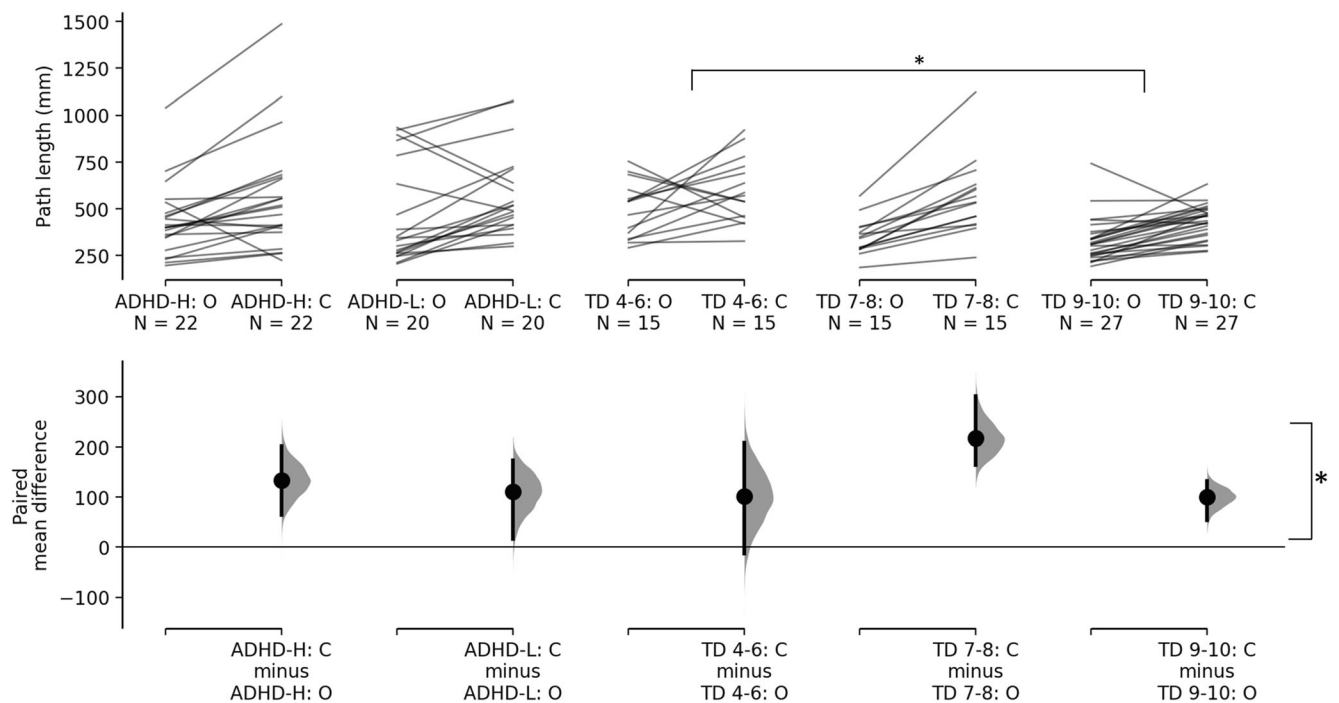 Path length (mm)
1500
1250
1000
750
500
250
*
ADHD-H: O ADHD-H: C ADHD-L: O ADHD-L: C TD 4-6: O TD 4-6: C TD 7-8: O TD 7-8: C TD 9-10: O TD 9-10: C
N = 22 N = 22 N = 20 N = 20 N = 15 N = 15 N = 15 N = 15 N = 27 N = 27
Paired
mean difference
300
200
100
0
−100
*
ADHD-H: C ADHD-L: C TD 4-6: C TD 7-8: C TD 9-10: C
minus minus minus minus minus
ADHD-H: O ADHD-L: O TD 4-6: O TD 7-8: O TD 9-10: O